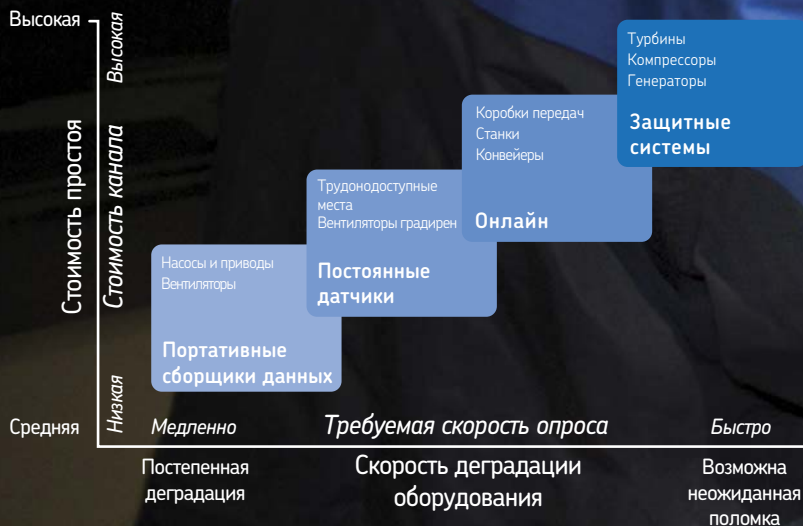 Высокая
Высокая
Стоимость простоя
Стоимость канала
Низкая
Средняя
Турбины
Компрессоры
Генераторы
Защитные
системы
Коробки передач
Станки
Конвейеры
Онлайн
Трудонодоступные
места
Вентиляторы градирен
Постоянные
датчики
Насосы и приводы
Вентиляторы
Портативные
сборщики данных
Медленно
Требуемая скорость опроса
Быстро
Постепенная
деградация
Скорость деградации
оборудования
Возможна
неожиданная
поломка